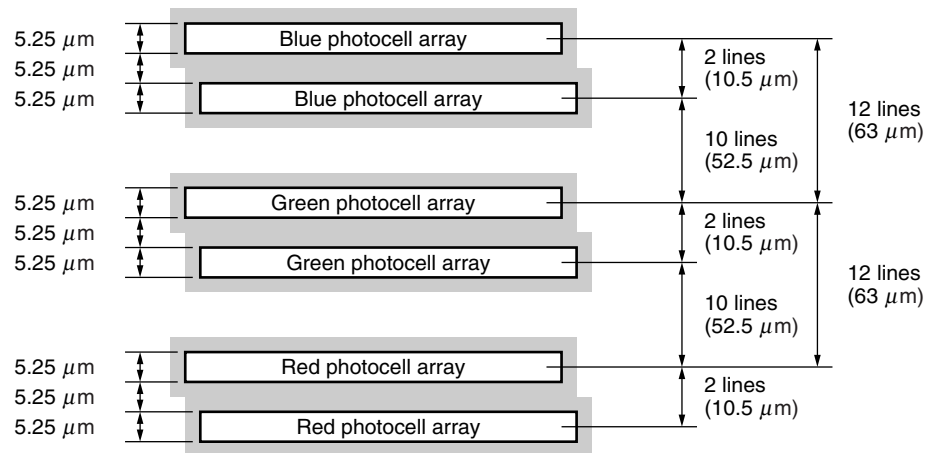 5.25 μm
Blue photocell array
5.25 μm
2 lines
(10.5 μm)
5.25 μm
Blue photocell array
12 lines
(63 μm)
10 lines
(52.5 μm)
5.25 μm
Green photocell array
5.25 μm
2 lines
(10.5 μm)
5.25 μm
Green photocell array
12 lines
(63 μm)
10 lines
(52.5 μm)
5.25 μm
Red photocell array
5.25 μm
2 lines
(10.5 μm)
5.25 μm
Red photocell array